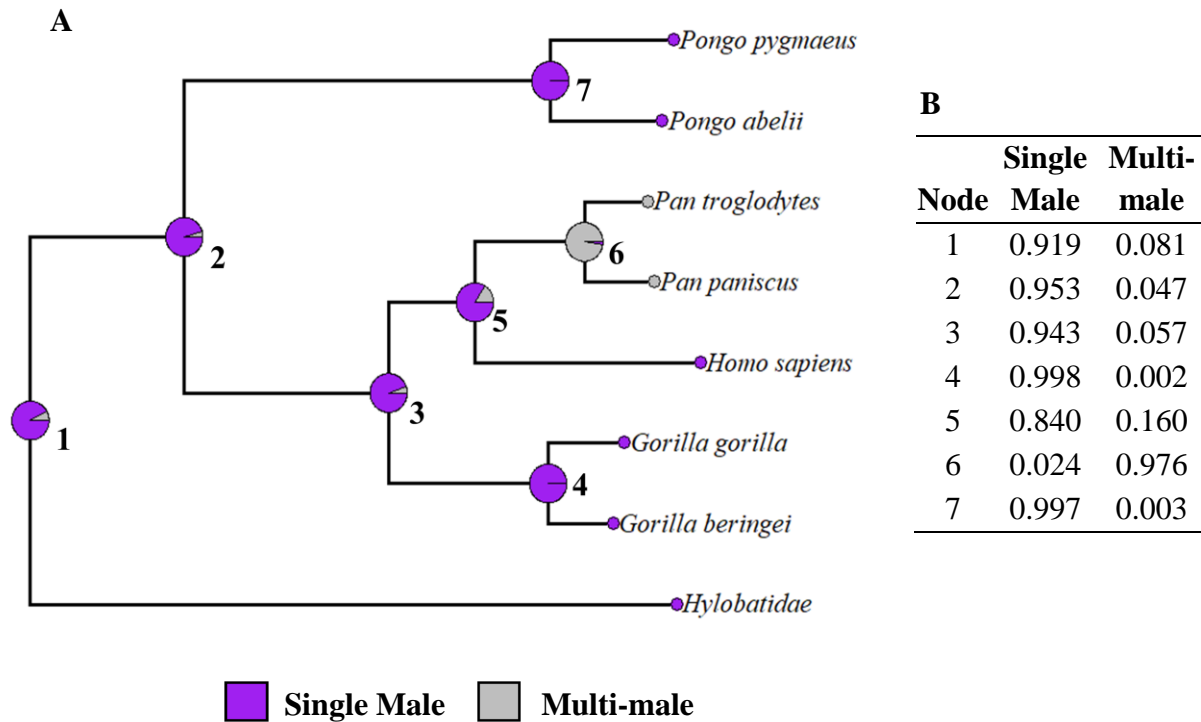 A
Pongo pygmaeus
7
Pongo abelii
Pan troglodytes
2
6
Pan paniscus
5
Homo sapiens
3
1
Gorilla gorilla
4
Gorilla beringei
Hylobatidae
Single Male
Multi-male
B
Single Multi-
Node Male male
1 0.919 0.081
2 0.953 0.047
3 0.943 0.057
4 0.998 0.002
5 0.840 0.160
6 0.024 0.976
7 0.997 0.003